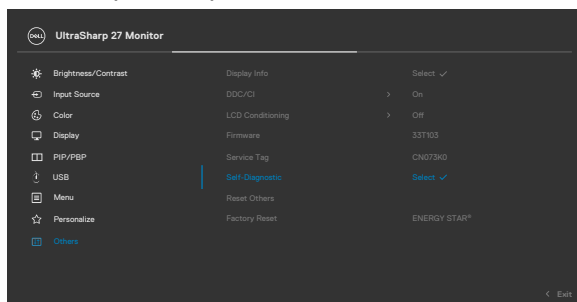 DELL UltraSharp 27 Monitor
Brightness/Contrast Display Info Select
Input Source DDC/CI > On
Color LCD Conditioning > Off
Display Firmware 33T103
PIP/PBP Service Tag CN073K0
USB Self-Diagnostic Select
Menu Reset Others
Personalize Factory Reset ENERGY STAR®
Others
< Exit